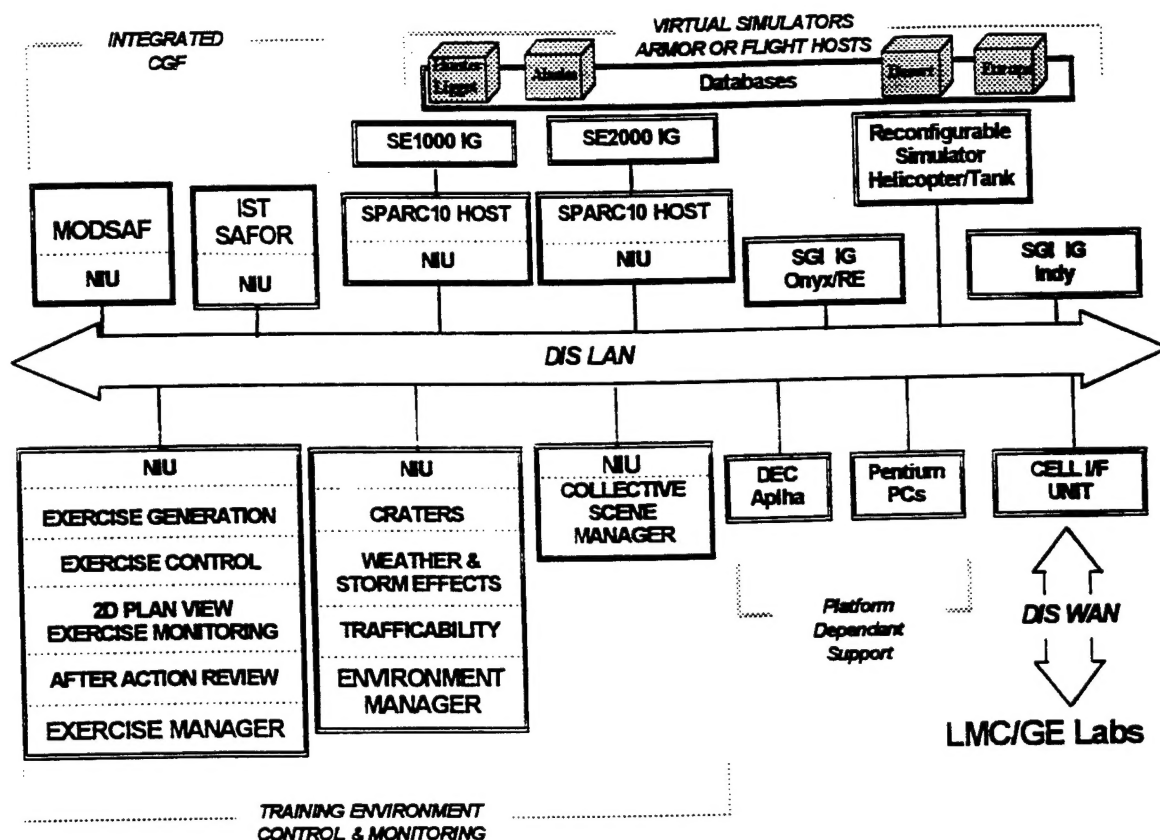 INTEGRATED
CGF
VIRTUAL SIMULATORS
ARMOR OR FLIGHT HOSTS
Hunter
Ligget
Desert
Europe
Databases
SE1000 IG
SE2000 IG
Reconfigurable
Simulator
Helicopter/Tank
MODSAF
NIU
IST
SAFOR
NIU
SPARC10 HOST
NIU
SPARC10 HOST
NIU
SGI IG
Onyx/RE
SGI IG
Indy
DIS LAN
NIU
EXERCISE GENERATION
EXERCISE CONTROL
2D PLAN VIEW
EXERCISE MONITORING
AFTER ACTION REVIEW
EXERCISE MANAGER
NIU
CRATERS
WEATHER &
STORM EFFECTS
TRAFFICABILITY
ENVIRONMENT
MANAGER
NIU
COLLECTIVE
SCENE
MANAGER
DEC
Aplha
Pentium
PCs
CELL I/F
UNIT
Platform
Dependant
Support
DIS WAN
LMC/GE Labs
TRAINING ENVIRONMENT
CONTROL & MONITORING